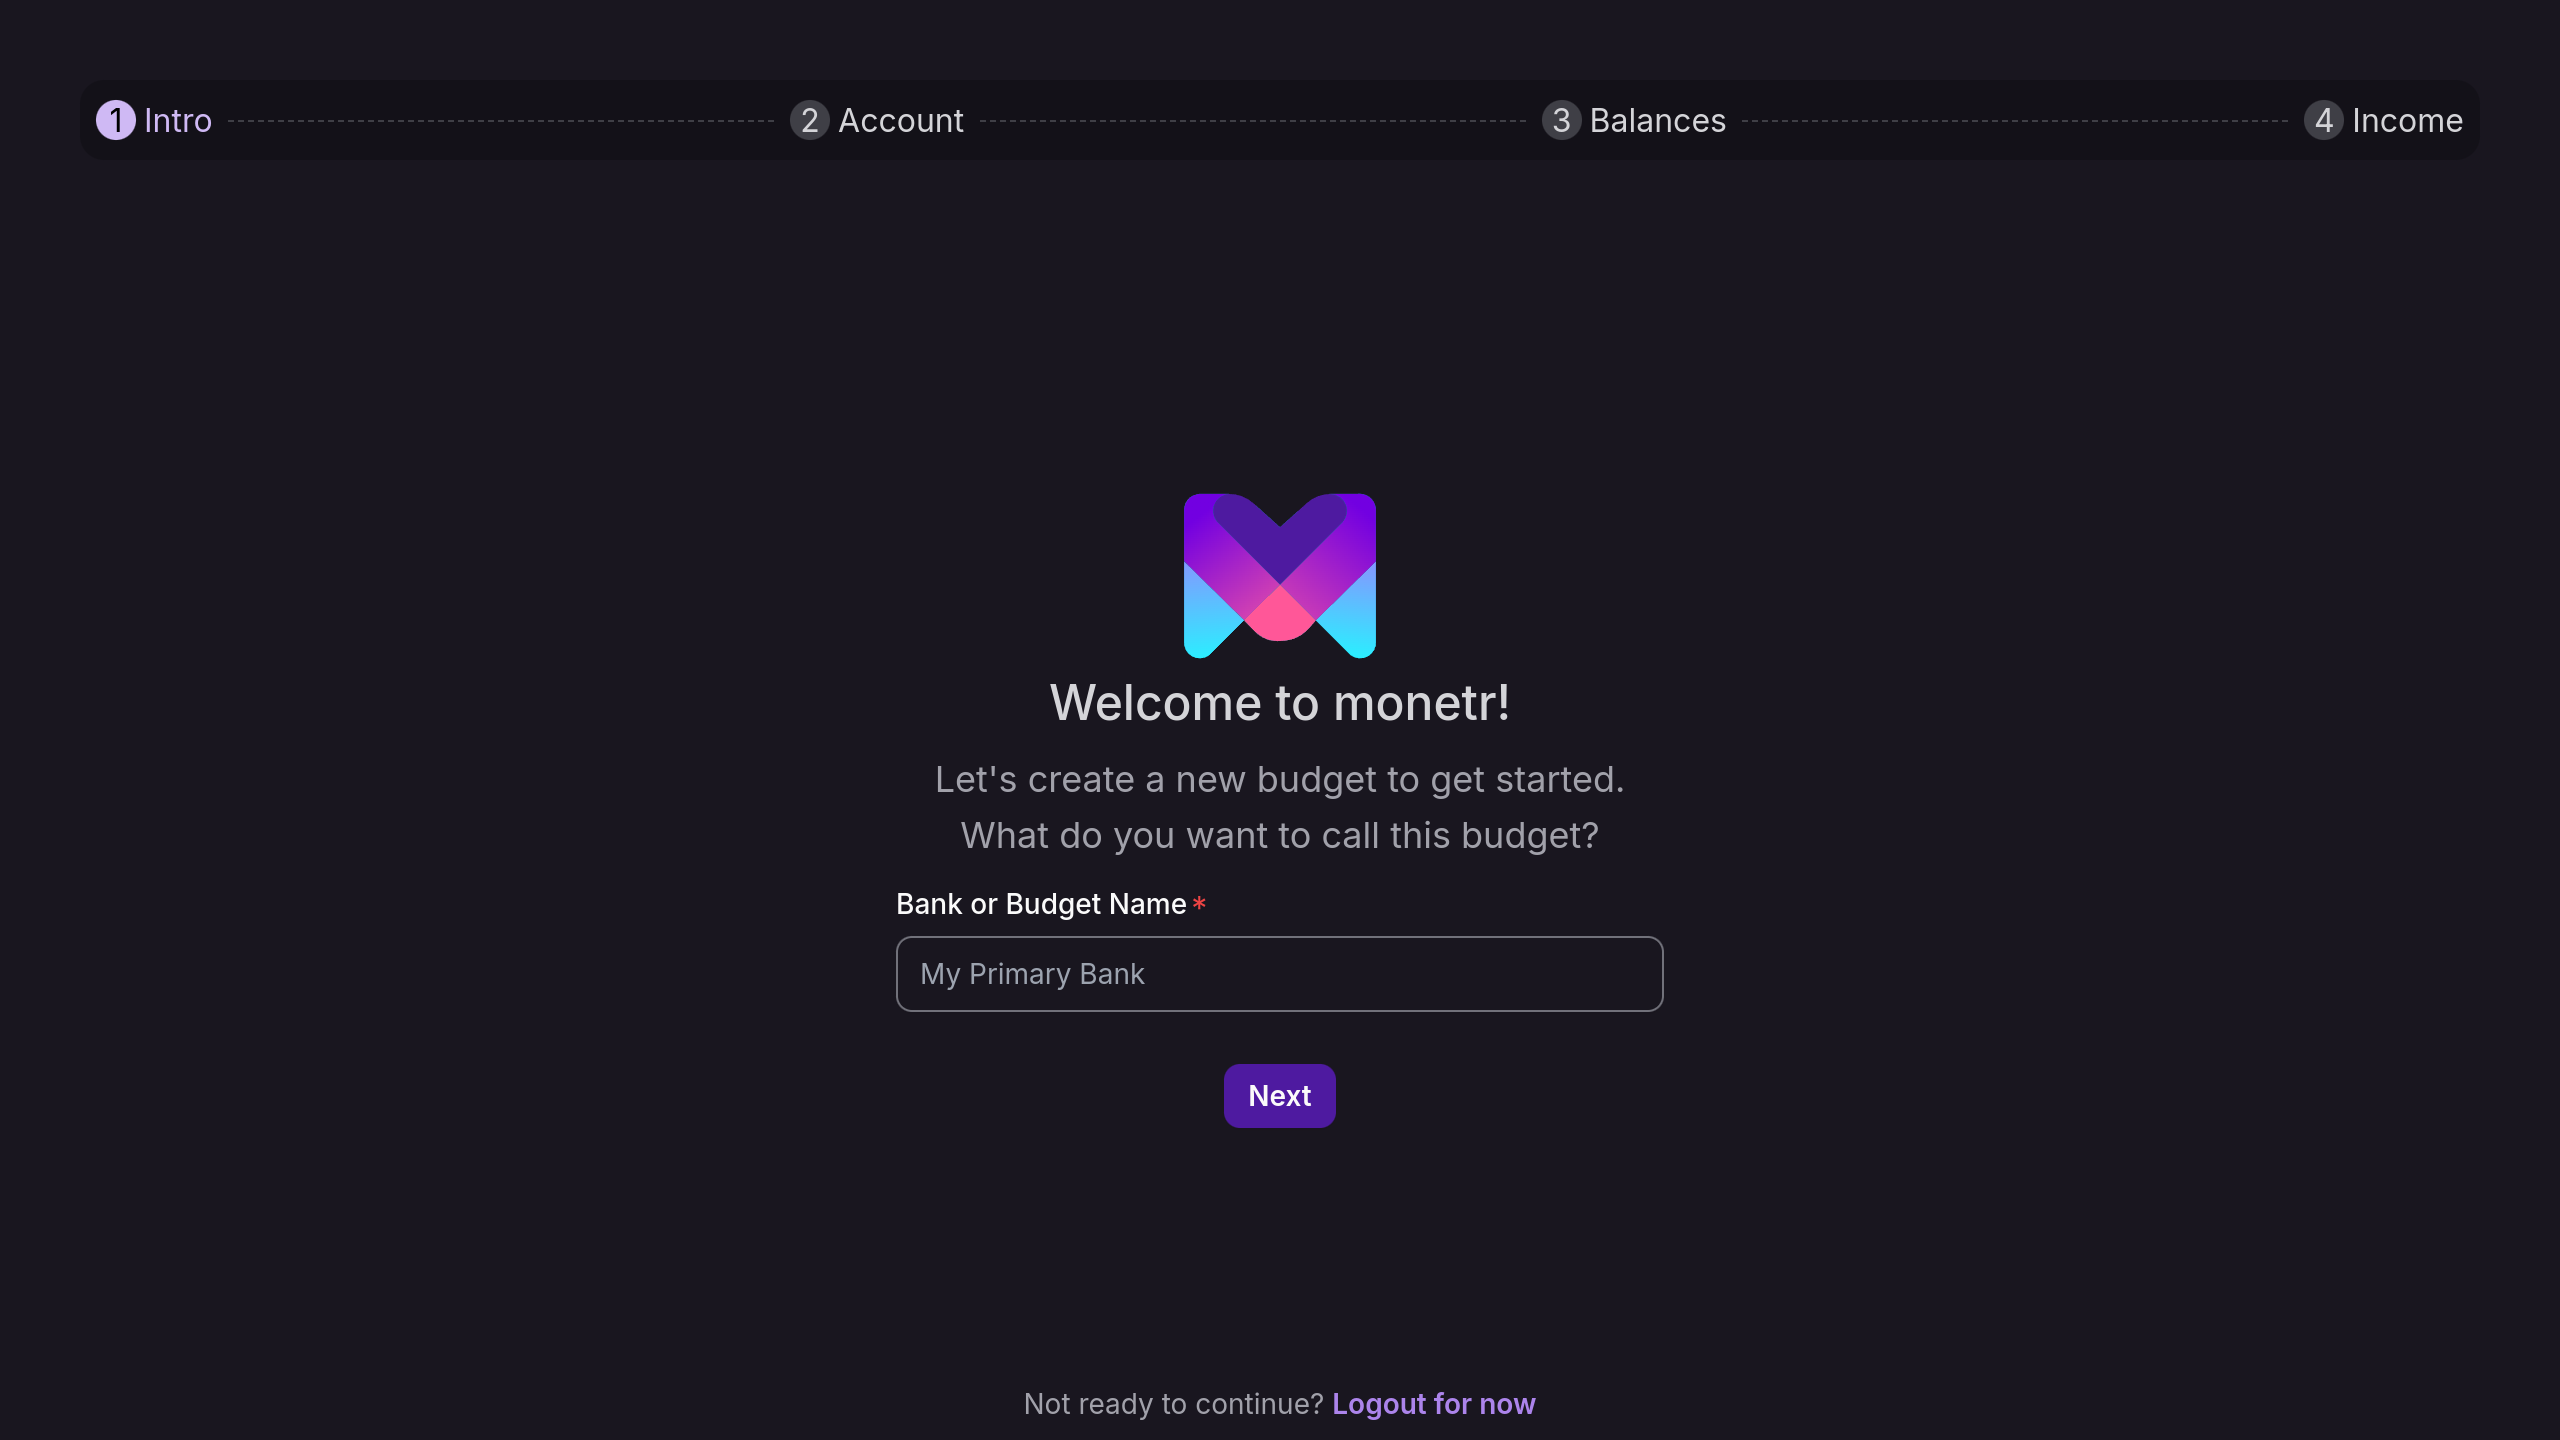 1 Intro 2 Account 3 Balances 4 Income
Welcome to monetr!
Let's create a new budget to get started.
What do you want to call this budget?
Bank or Budget Name *
My Primary Bank
Next
Not ready to continue? Logout for now